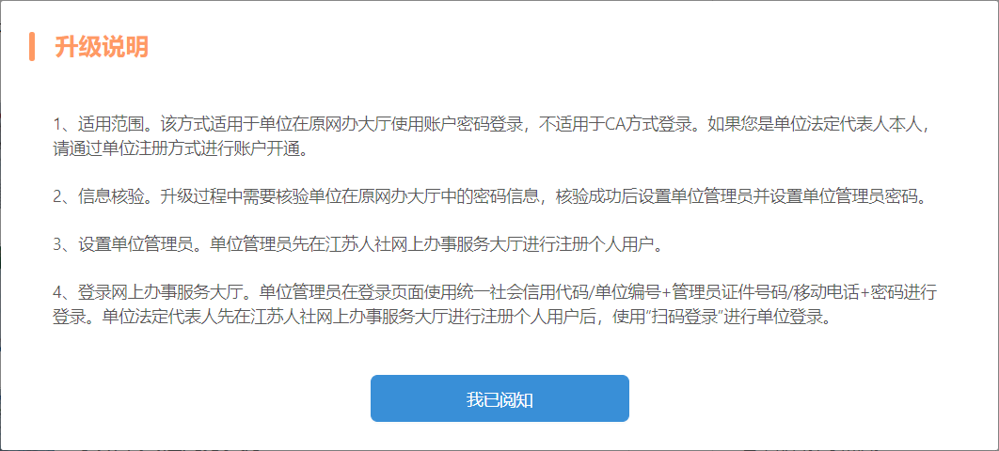 升级说明
1、适用范围。该方式适用于单位在原网办大厅使用账户密码登录，不适用于CA方式登录。如果您是单位法定代表人本人，
请通过单位注册方式进行账户开通。
2、信息核验。升级过程中需要核验单位在原网办大厅中的密码信息，核验成功后设置单位管理员并设置单位管理员密码。
3、设置单位管理员。单位管理员先在江苏人社网上办事服务大厅进行注册个人用户。
4、登录网上办事服务大厅。单位管理员在登录页面使用统一社会信用代码/单位编号+管理员证件号码/移动电话+密码进行
登录。单位法定代表人先在江苏人社网上办事服务大厅进行注册个人用户后，使用“扫码登录”进行单位登录。
我已阅知